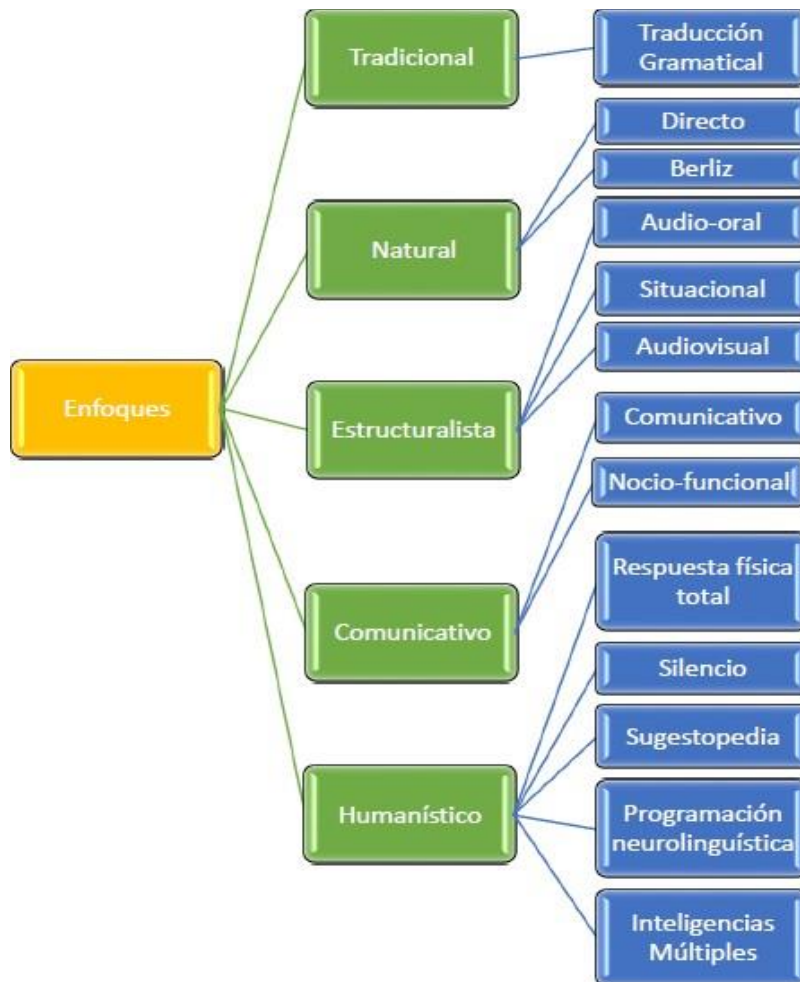 Enfoques
Tradicional
Traducción
Gramatical
Natural
Directo
Berliz
Estructuralista
Audio-oral
Situacional
Audiovisual
Comunicativo
Comunicativo
Nocio-funcional
Humanístico
Respuesta física
total
Silencio
Sugestopedia
Programación
neurolinguística
Inteligencias
Múltiples